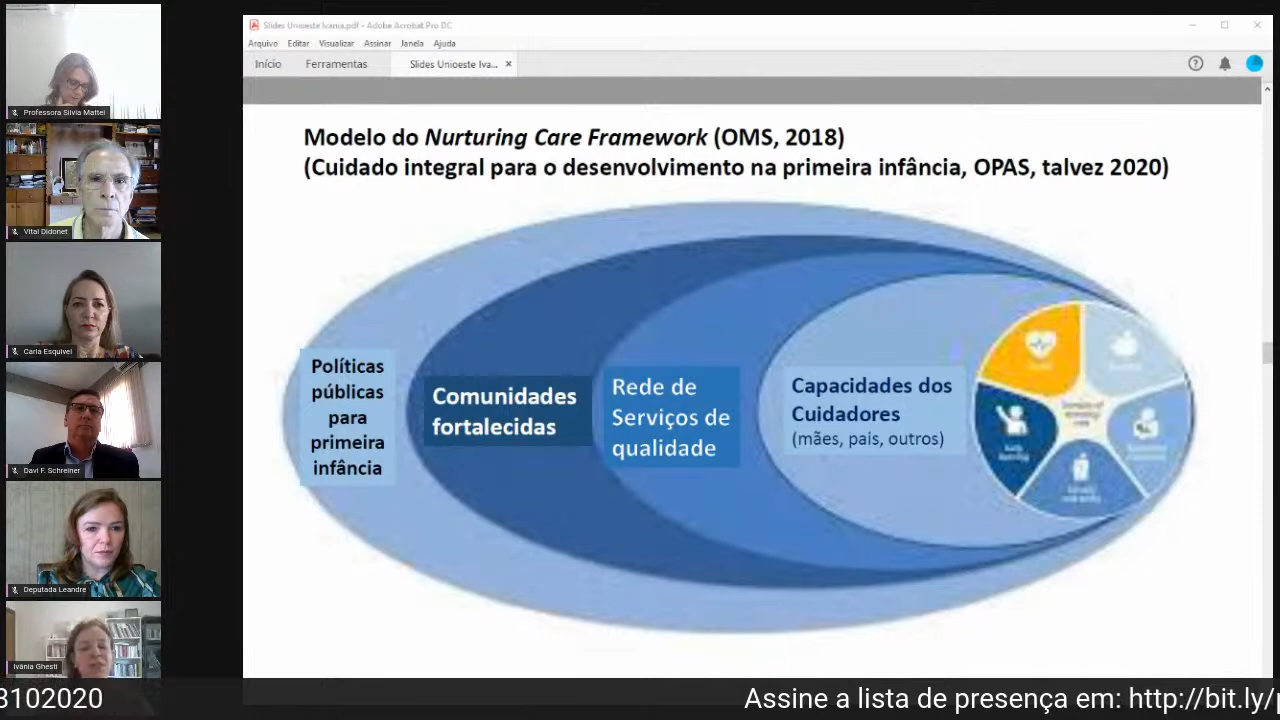 Slides Unioeste Ivania.pdf - Adobe Acrobat Pro DC
Arquivo Editar Visualizar Assinar Janela Ajuda
Início Ferramentas Slides Unioeste Iva... ×
Modelo do Nurturing Care Framework (OMS, 2018)
(Cuidado integral para o desenvolvimento na primeira infância, OPAS, talvez 2020)
Políticas
públicas
para
primeira
infância
Comunidades
fortalecidas
Rede de
Serviços de
qualidade
Capacidades dos
Cuidadores
(mães, pais, outros)
Professora Silvia Mattei
Vital Didonet
Carla Esquivel
Davi F. Schreiner
Deputada Leandre
Ivânia Ghesti
3102020
Assine a lista de presença em: http://bit.ly/